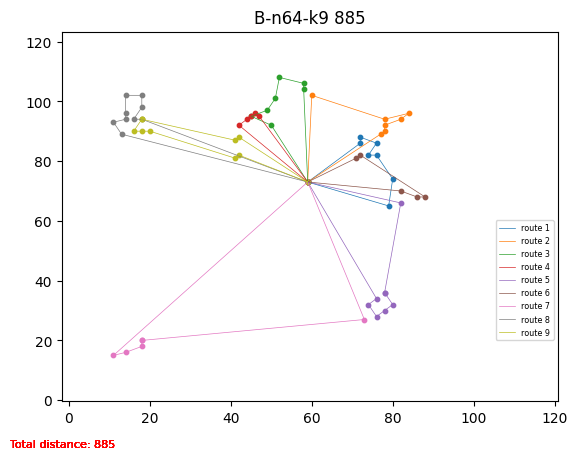 B-n64-k9 885
120
100
80
60
40
20
0
route 1
route 2
route 3
route 4
route 5
route 6
route 7
route 8
route 9
0 20 40 60 80 100 120
Total distance: 885